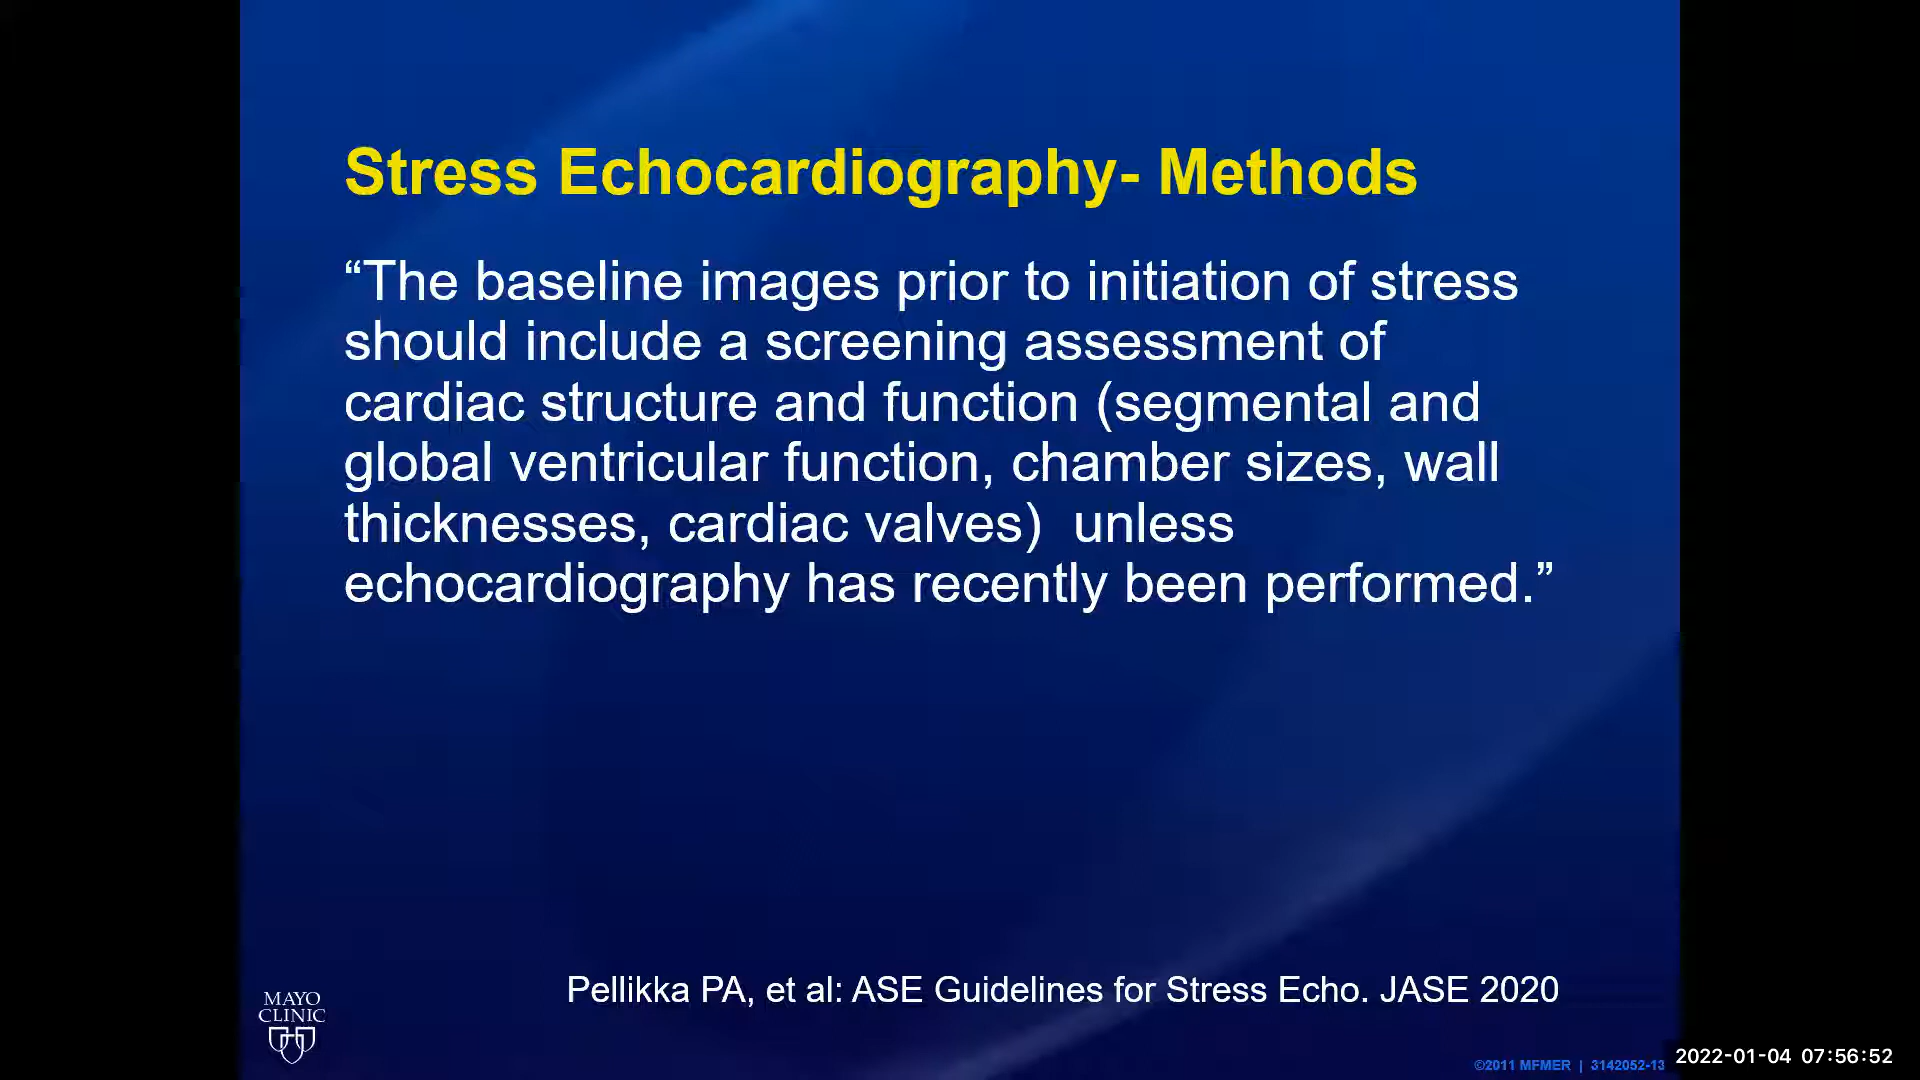 Stress Echocardiography- Methods
“The baseline images prior to initiation of stress
should include a screening assessment of
cardiac structure and function (segmental and
global ventricular function, chamber sizes, wall
thicknesses, cardiac valves)  unless
echocardiography has recently been performed.”
Pellikka PA, et al: ASE Guidelines for Stress Echo. JASE 2020
MAYO
CLINIC
©2011 MFMER | 3142052-13
2022-01-04 07:56:52